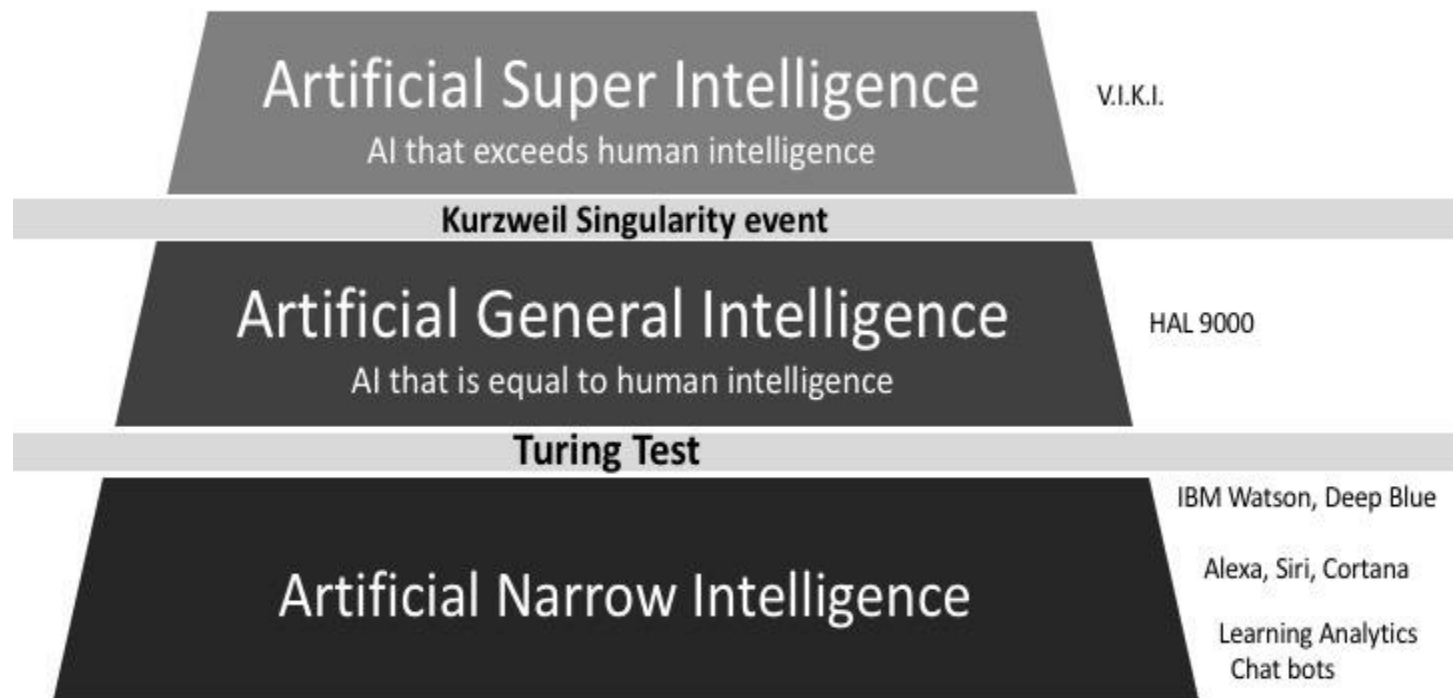 Artificial Super Intelligence
AI that exceeds human intelligence
V.I.K.I.
Kurzweil Singularity event
Artificial General Intelligence
AI that is equal to human intelligence
HAL 9000
Turing Test
Artificial Narrow Intelligence
IBM Watson, Deep Blue
Alexa, Siri, Cortana
Learning Analytics
Chat bots